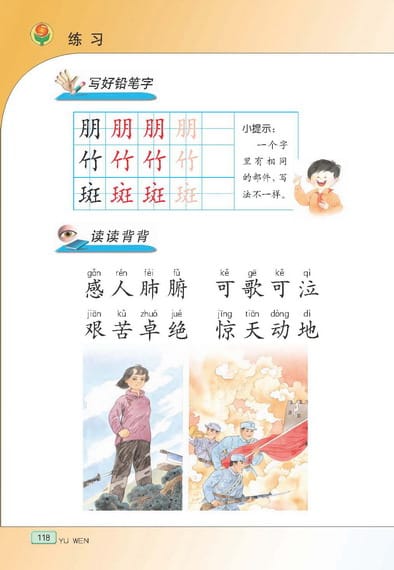 练习
写好铅笔字
朋 朋 朋 朋
竹 竹 竹 竹
斑 斑 斑 斑
小提示：
一个字
里有相同
的部件，写
法不一样。
读读背背
gǎn rén fèi fǔ kě gē kě qì
感人肺腑 可歌可泣
jiān kǔ zhuó jué jīng tiān dòng dì
艰苦卓绝 惊天动地
118 YU WEN